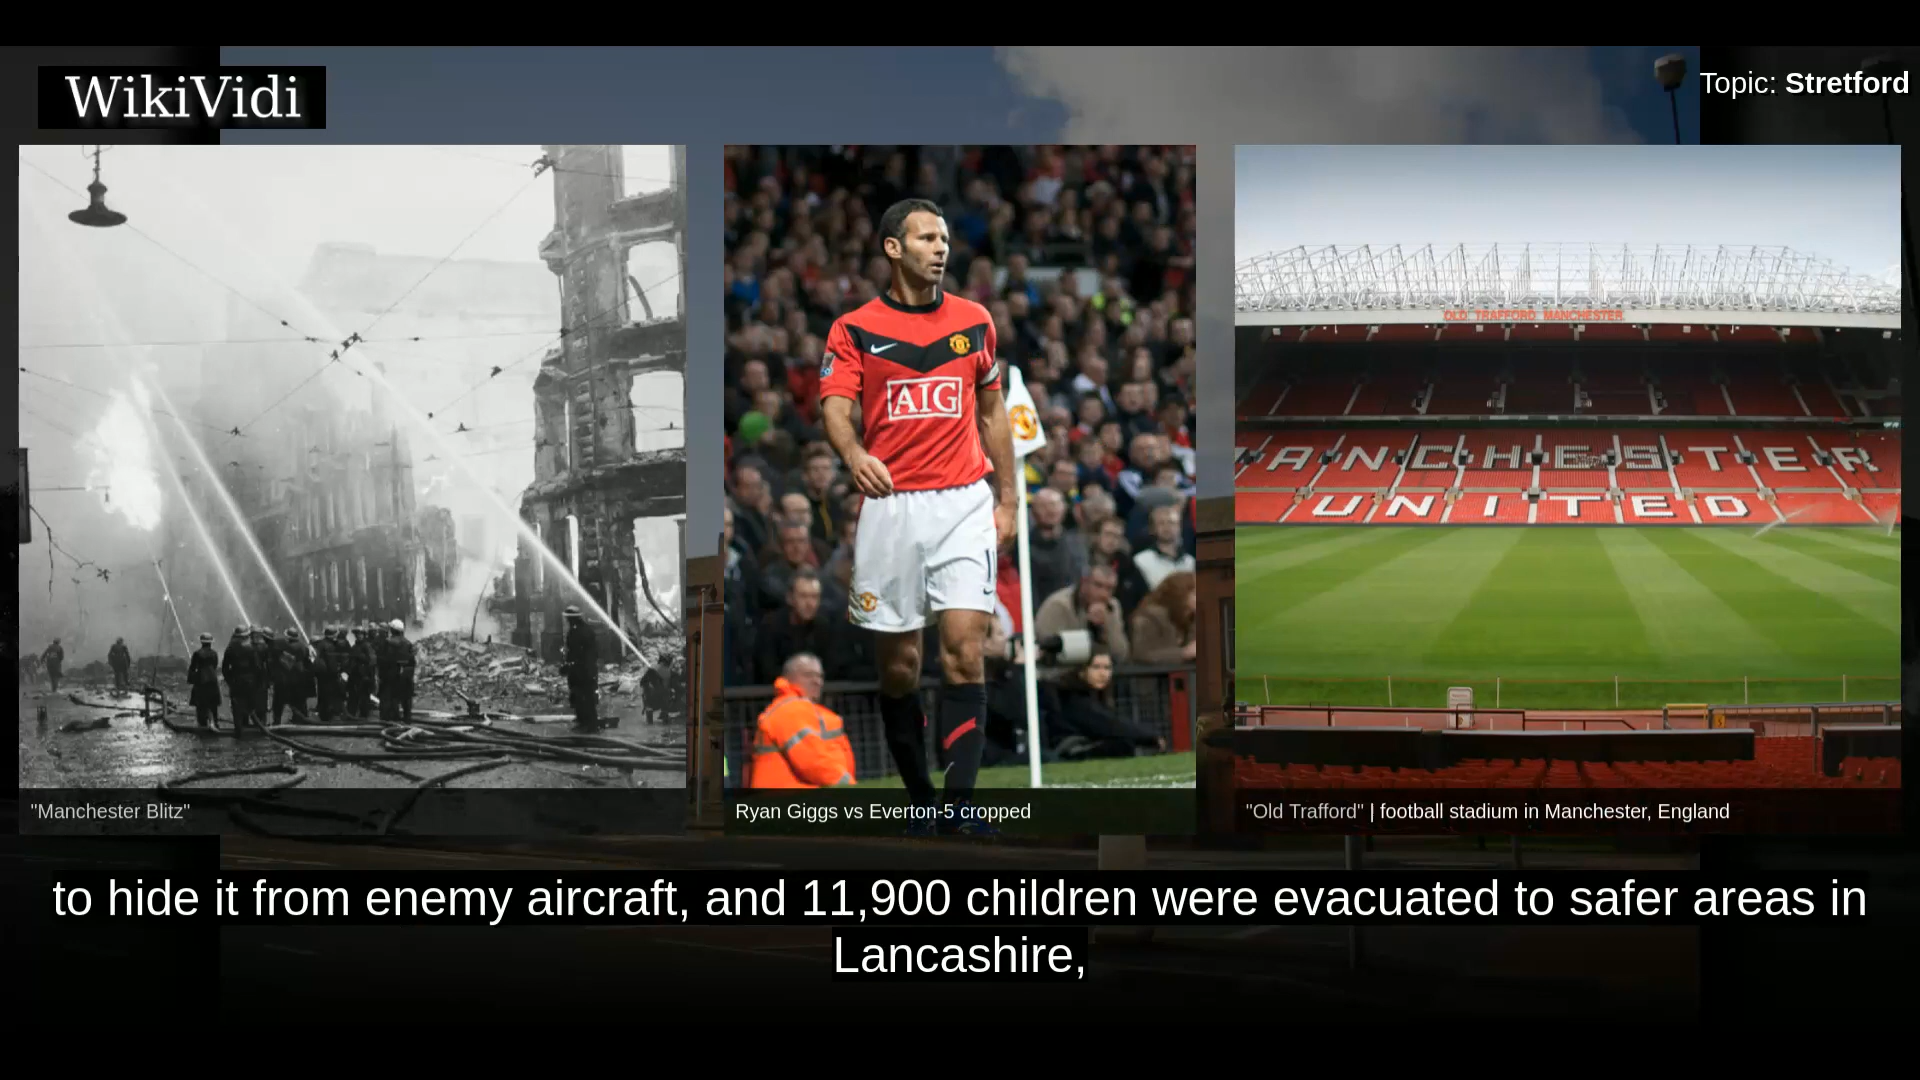 WikiVidi
Topic: Stretford
AIG
OLD TRAFFORD MANCHESTER
ANCHESTER
UNITED
"Manchester Blitz"
Ryan Giggs vs Everton-5 cropped
"Old Trafford" | football stadium in Manchester, England
to hide it from enemy aircraft, and 11,900 children were evacuated to safer areas in
Lancashire,